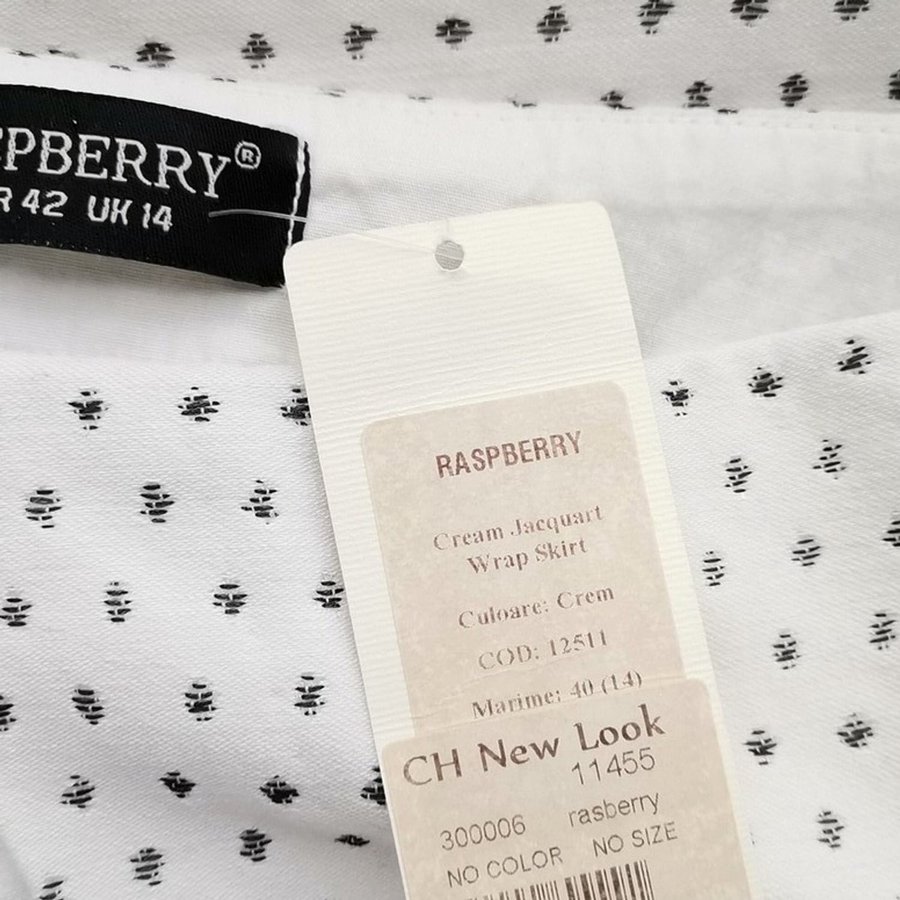 PBERRY®
R 42 UK 14
RASPBERRY
Cream Jacquart
Wrap Skirt
Culoare: Crem
COD: 12511
Marime: 40 (14)
CH New Look
11455
300006 rasberry
NO COLOR NO SIZE